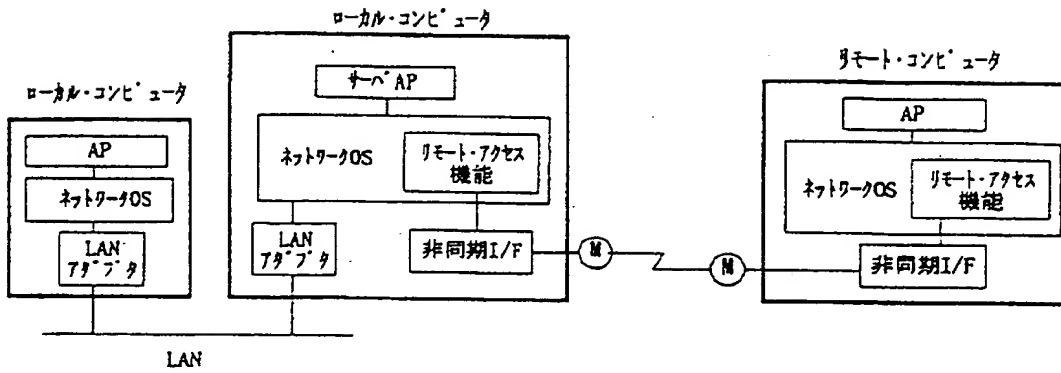 ローカル・コンピュータ
サーバAP
ネットワークOS
リモート・アクセス
機能
LAN
アダプタ
非同期I/F
ローカル・コンピュータ
AP
ネットワークOS
LAN
アダプタ
LAN
M
M
リモート・コンピュータ
AP
ネットワークOS
リモート・アクセス
機能
非同期I/F